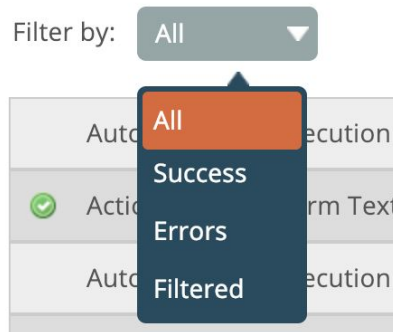 Filter by: All
All
Success
Errors
Filtered
Auto ecution
Actio rm Text
Auto ecution